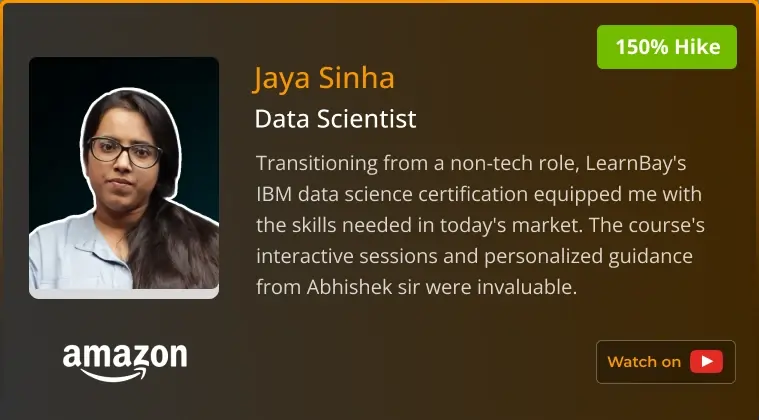 150% Hike
Jaya Sinha
Data Scientist
Transitioning from a non-tech role, LearnBay's
IBM data science certification equipped me with
the skills needed in today's market. The course's
interactive sessions and personalized guidance
from Abhishek sir were invaluable.
amazon
Watch on